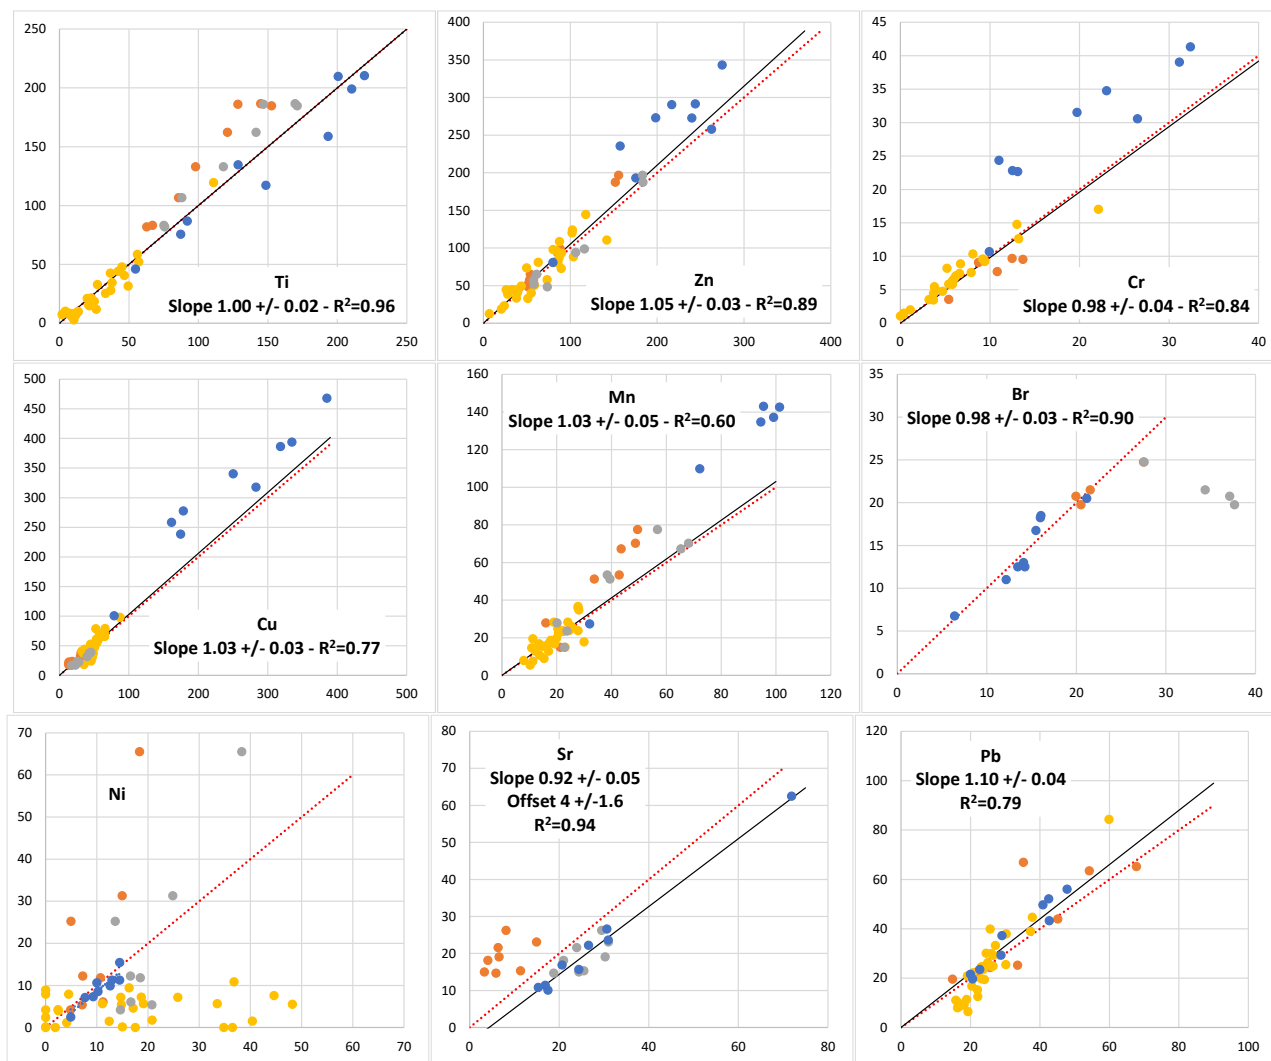 250
200
150
100
50
0
0 50 100 150 200 250
Ti
Slope 1.00 +/- 0.02 - R²=0.96
400
350
300
250
200
150
100
50
0
0 100 200 300 400
Zn
Slope 1.05 +/- 0.03 - R²=0.89
45
40
35
30
25
20
15
10
5
0
0 10 20 30 40
Cr
Slope 0.98 +/- 0.04 - R²=0.84
500
450
400
350
300
250
200
150
100
50
0
0 100 200 300 400 500
Cu
Slope 1.03 +/- 0.03 - R²=0.77
160
140
120
100
80
60
40
20
0
0 20 40 60 80 100 120
Mn
Slope 1.03 +/- 0.05 - R²=0.60
35
30
25
20
15
10
5
0
0 10 20 30 40
Br
Slope 0.98 +/- 0.03 - R²=0.90
70
60
50
40
30
20
10
0
0 10 20 30 40 50 60 70
Ni
80
70
60
50
40
30
20
10
0
0 20 40 60 80
Sr
Slope 0.92 +/- 0.05
Offset 4 +/-1.6
R²=0.94
120
100
80
60
40
20
0
0 20 40 60 80 100
Pb
Slope 1.10 +/- 0.04
R²=0.79